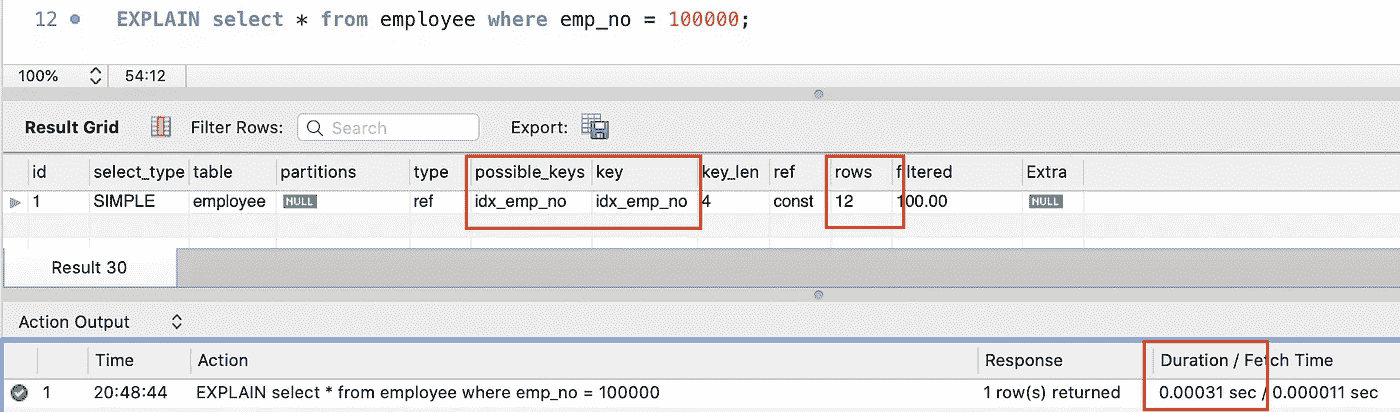 12 EXPLAIN select * from employee where emp_no = 100000;
100% 54:12
Result Grid Filter Rows: Search Export:
id select_type table partitions type possible_keys key key_len ref rows filtered Extra
1 SIMPLE employee NULL ref idx_emp_no idx_emp_no 4 const 12 100.00 NULL
Result 30
Action Output
Time Action Response Duration / Fetch Time
1 20:48:44 EXPLAIN select * from employee where emp_no = 100000 1 row(s) returned 0.00031 sec / 0.000011 sec